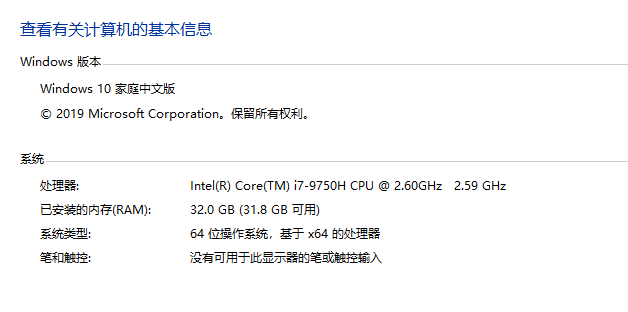 查看有关计算机的基本信息
Windows 版本
Windows 10 家庭中文版
© 2019 Microsoft Corporation。保留所有权利。
系统
处理器: Intel(R) Core(TM) i7-9750H CPU @ 2.60GHz 2.59 GHz
已安装的内存(RAM): 32.0 GB (31.8 GB 可用)
系统类型: 64 位操作系统，基于 x64 的处理器
笔和触控: 没有可用于此显示器的笔或触控输入